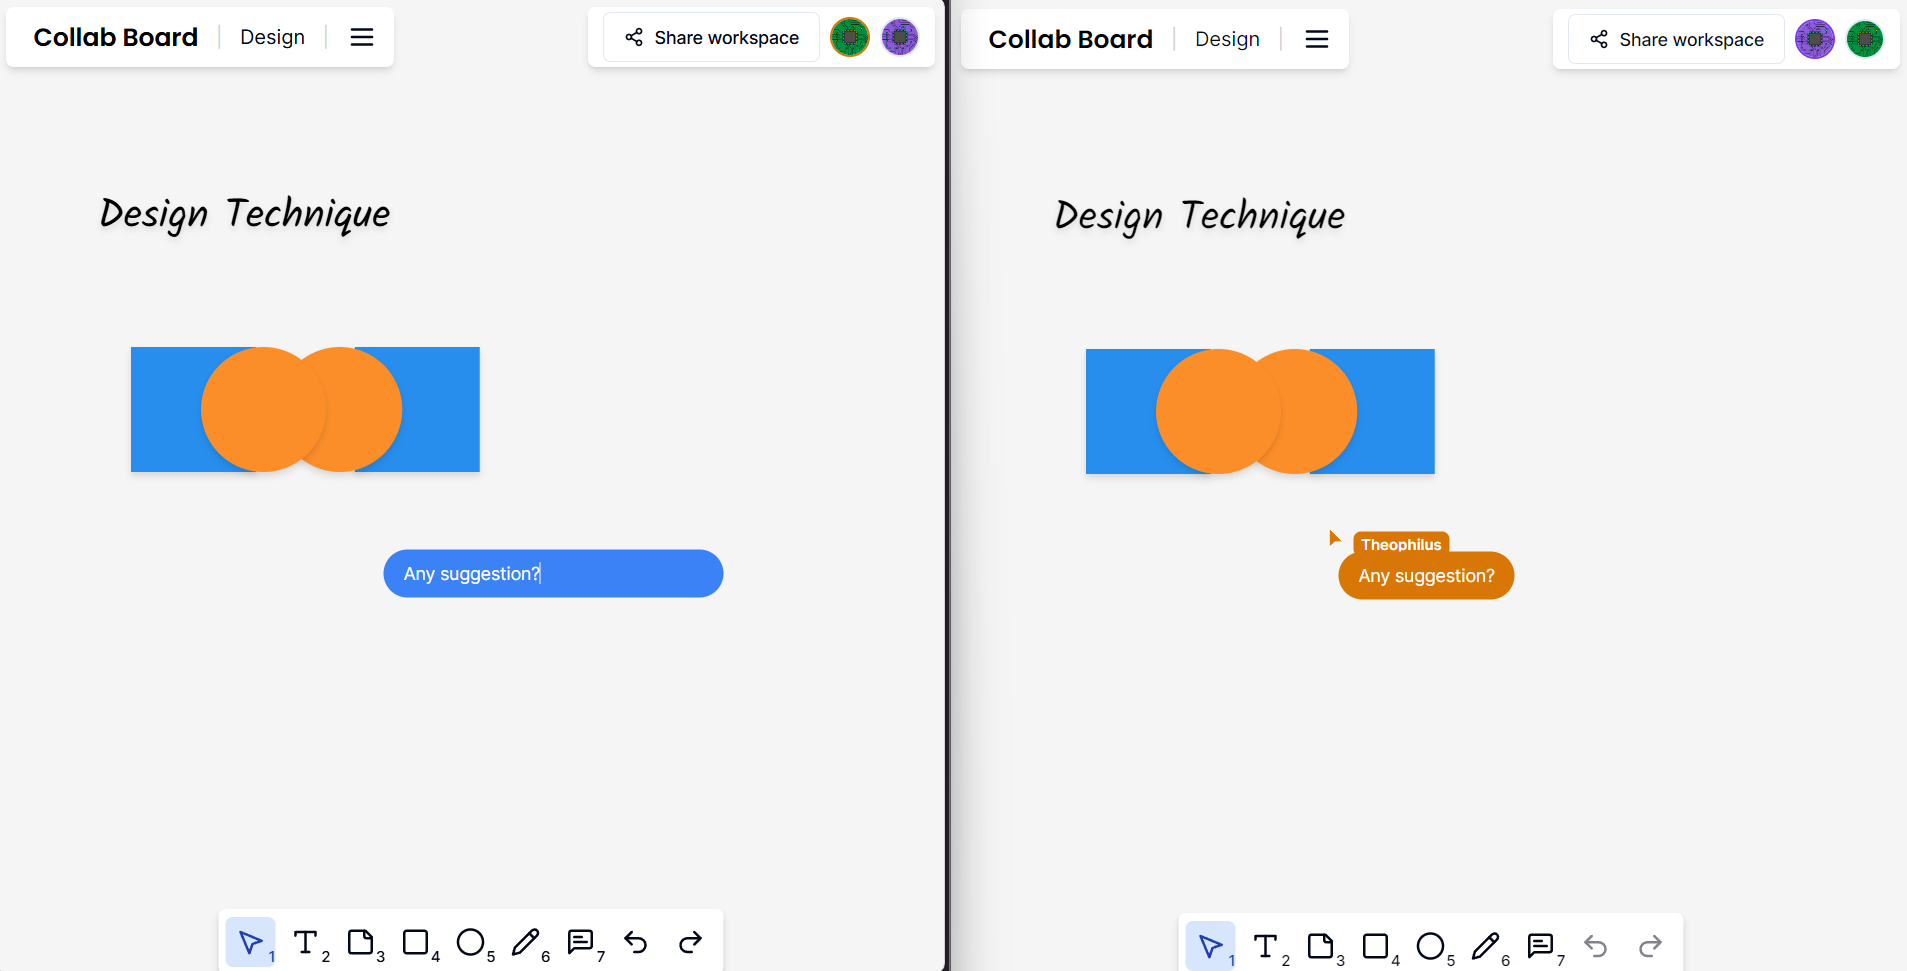 Collab Board
Design
Share workspace
Design Technique
Any suggestion?
1
2
3
4
5
6
7
Collab Board
Design
Share workspace
Design Technique
Theophilus
Any suggestion?
1
2
3
4
5
6
7